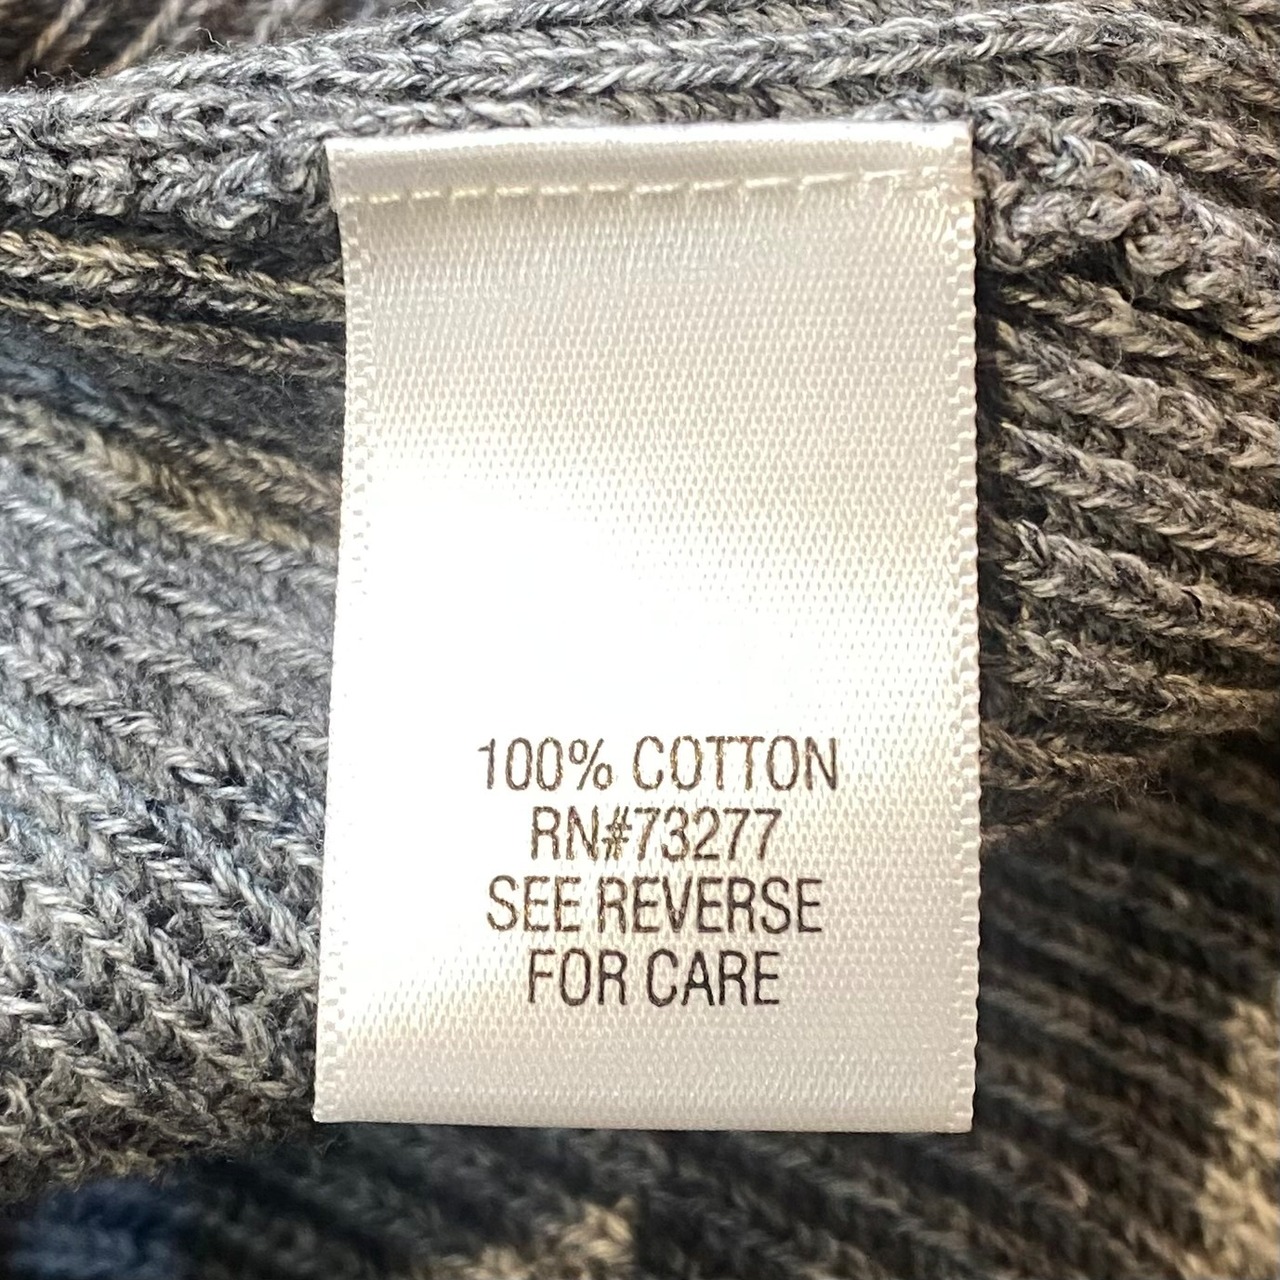 100% COTTON
RN#73277
SEE REVERSE
FOR CARE